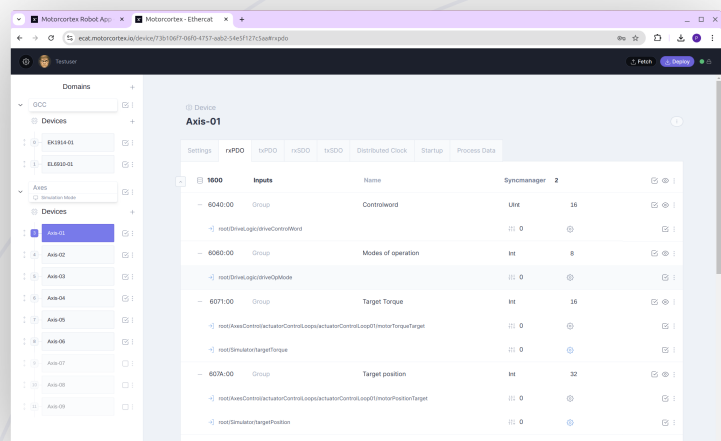 Motorcortex Robot App
Motorcortex - Ethercat
ecat.motorcortex.io/device/73b106f7-06f0-4757-aab2-54e5f127c5aa#rxpdo
Testuser
Fetch
Deploy
Domains
GCC
Devices
0 EK1914-01
1 EL6910-01
Axes
Simulation Mode
Devices
3 Axis-01
4 Axis-02
5 Axis-03
6 Axis-04
7 Axis-05
8 Axis-06
9 Axis-07
10 Axis-08
11 Axis-09
Device
Axis-01
Settings rxPDO txPDO rxSDO txSDO Distributed Clock Startup Process Data
1600 Inputs Name Syncmanager 2
6040:00 Group Controlword UInt 16
root/DriveLogic/driveControlWord 0
6060:00 Group Modes of operation Int 8
root/DriveLogic/driveOpMode 0
6071:00 Group Target Torque Int 16
root/AxesControl/actuatorControlLoops/actuatorControlLoop01/motorTorqueTarget 0
root/Simulator/targetTorque 0
607A:00 Group Target position Int 32
root/AxesControl/actuatorControlLoops/actuatorControlLoop01/motorPositionTarget 0
root/Simulator/targetPosition 0